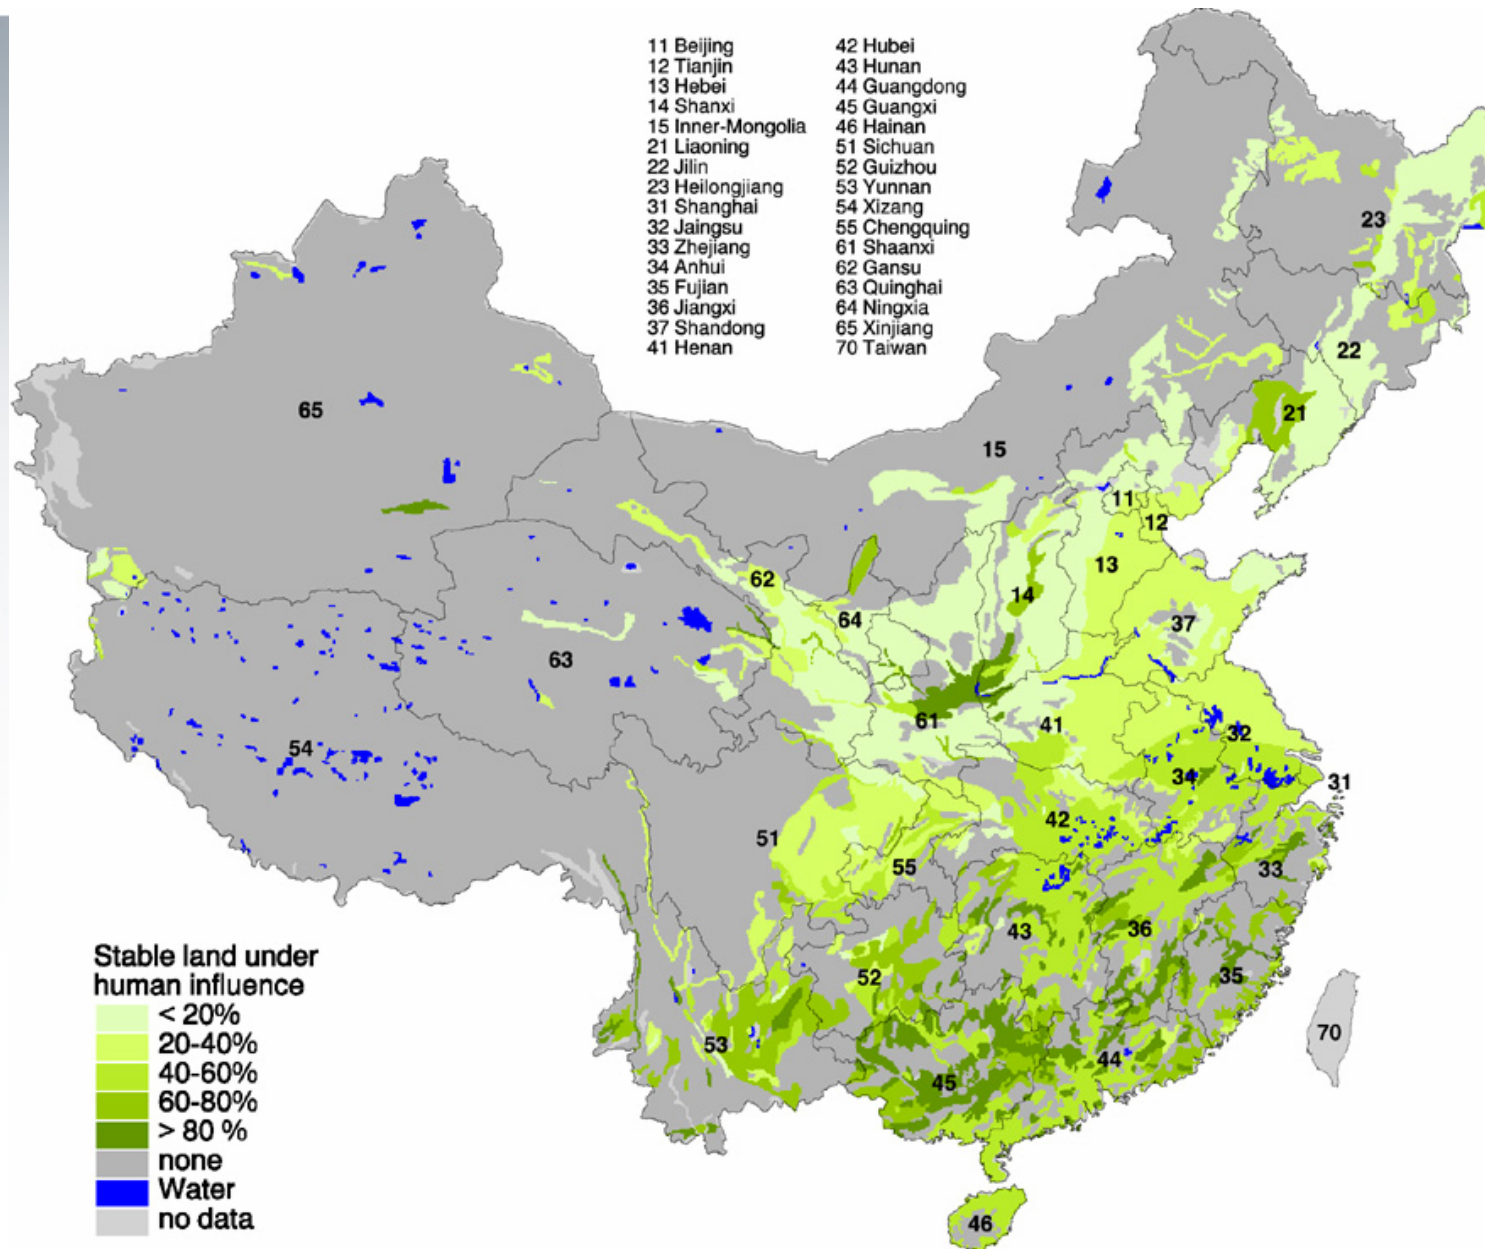 11 Beijing
12 Tianjin
13 Hebei
14 Shanxi
15 Inner-Mongolia
21 Liaoning
22 Jilin
23 Heilongjiang
31 Shanghai
32 Jaingsu
33 Zhejiang
34 Anhui
35 Fujian
36 Jiangxi
37 Shandong
41 Henan
42 Hubei
43 Hunan
44 Guangdong
45 Guangxi
46 Hainan
51 Sichuan
52 Guizhou
53 Yunnan
54 Xizang
55 Chengquing
61 Shaanxi
62 Gansu
63 Quinghai
64 Ningxia
65 Xinjiang
70 Taiwan
23
22
65
21
15
11
12
13
62
14
64
37
63
61
41
32
54
34
31
42
51
55
33
43
36
52
35
53
44
70
45
46
Stable land under
human influence
< 20%
20-40%
40-60%
60-80%
> 80 %
none
Water
no data